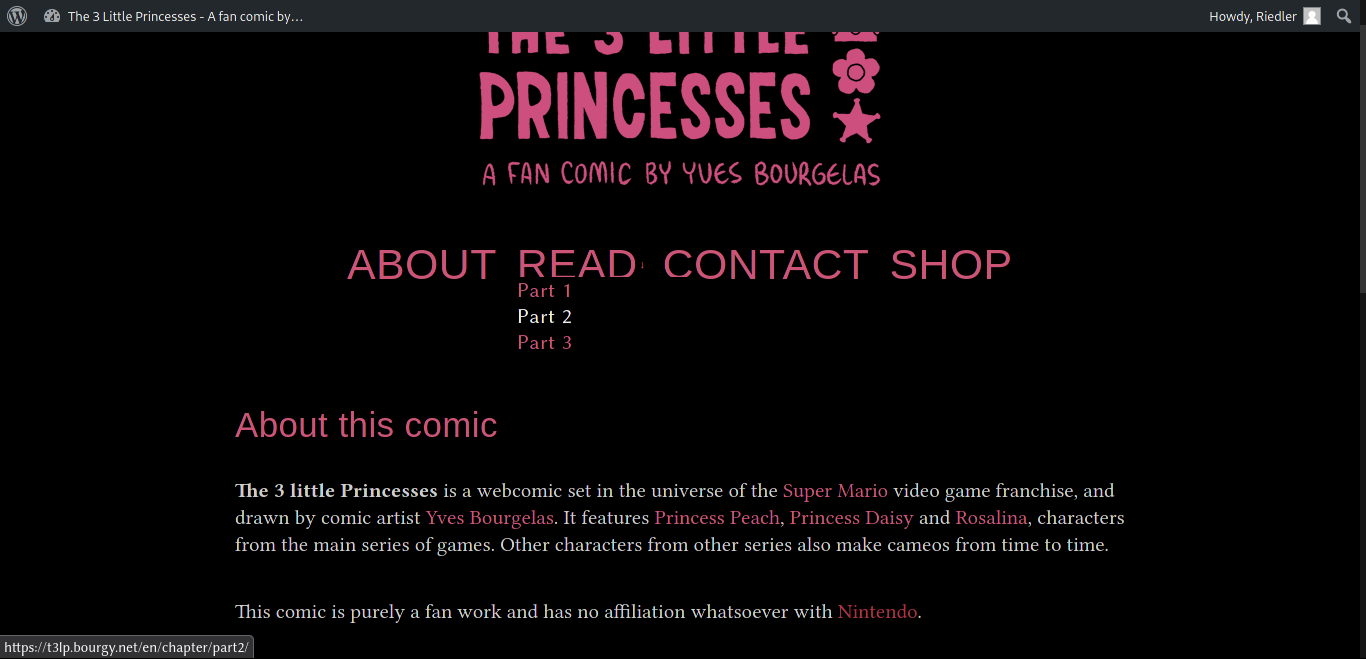 The 3 Little Princesses - A fan comic by…
Howdy, Riedler
THE 3 LITTLE
PRINCESSES
A FAN COMIC BY YVES BOURGELAS
ABOUT READ↓ CONTACT SHOP
Part 1
Part 2
Part 3
About this comic
The 3 little Princesses is a webcomic set in the universe of the Super Mario video game franchise, and
drawn by comic artist Yves Bourgelas. It features Princess Peach, Princess Daisy and Rosalina, characters
from the main series of games. Other characters from other series also make cameos from time to time.
This comic is purely a fan work and has no affiliation whatsoever with Nintendo.
https://t3lp.bourgy.net/en/chapter/part2/